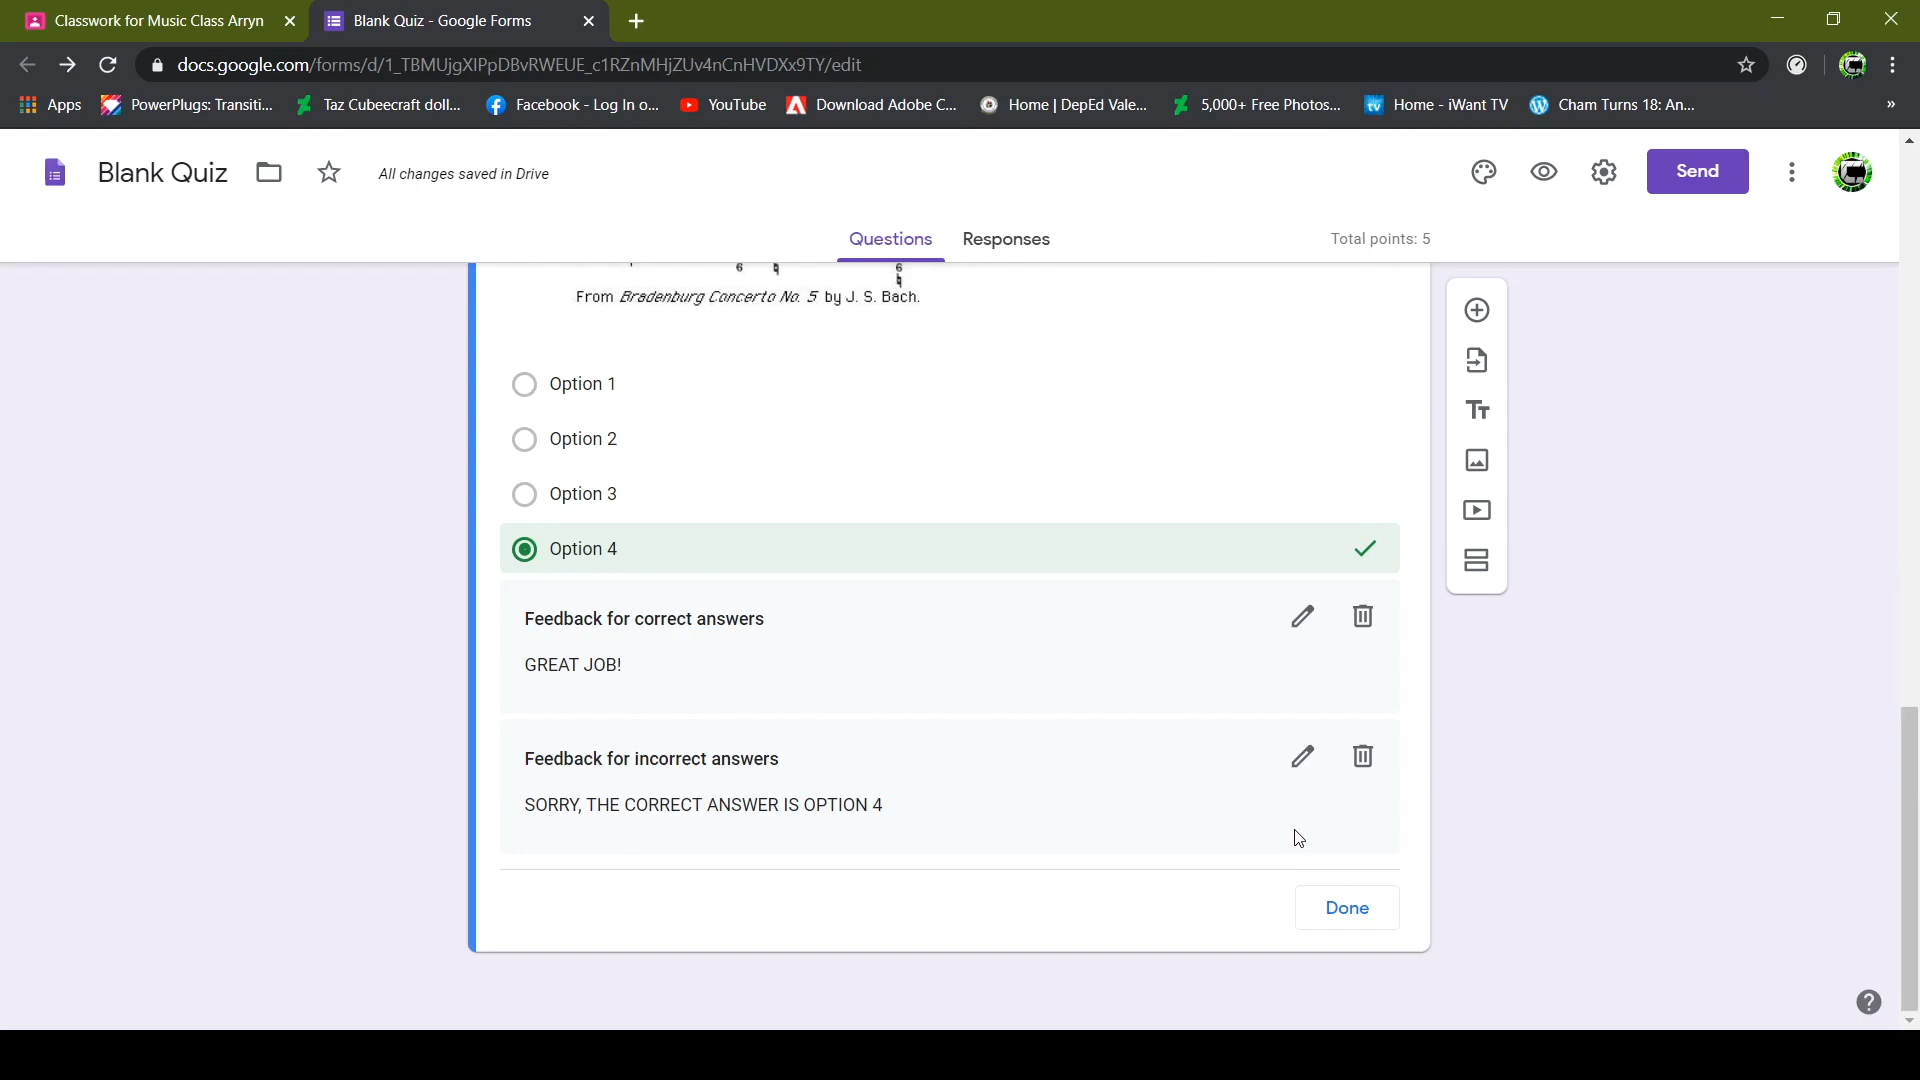 Classwork for Music Class Arryn
Blank Quiz - Google Forms
docs.google.com/forms/d/1_TBMUjgXIPpDBvRWEUE_c1RZnMHjZUv4nCnHVDXx9TY/edit
Apps
PowerPlugs: Transiti...
Taz Cubeecraft doll...
Facebook - Log In o...
YouTube
Download Adobe C...
Home | DepEd Vale...
5,000+ Free Photos...
Home - iWant TV
Cham Turns 18: An...
»
Blank Quiz
All changes saved in Drive
Send
Questions
Responses
Total points: 5
6
6
From Bradenburg Concerto No. 5 by J. S. Bach.
Option 1
Option 2
Option 3
Option 4
Feedback for correct answers
GREAT JOB!
Feedback for incorrect answers
SORRY, THE CORRECT ANSWER IS OPTION 4
Done